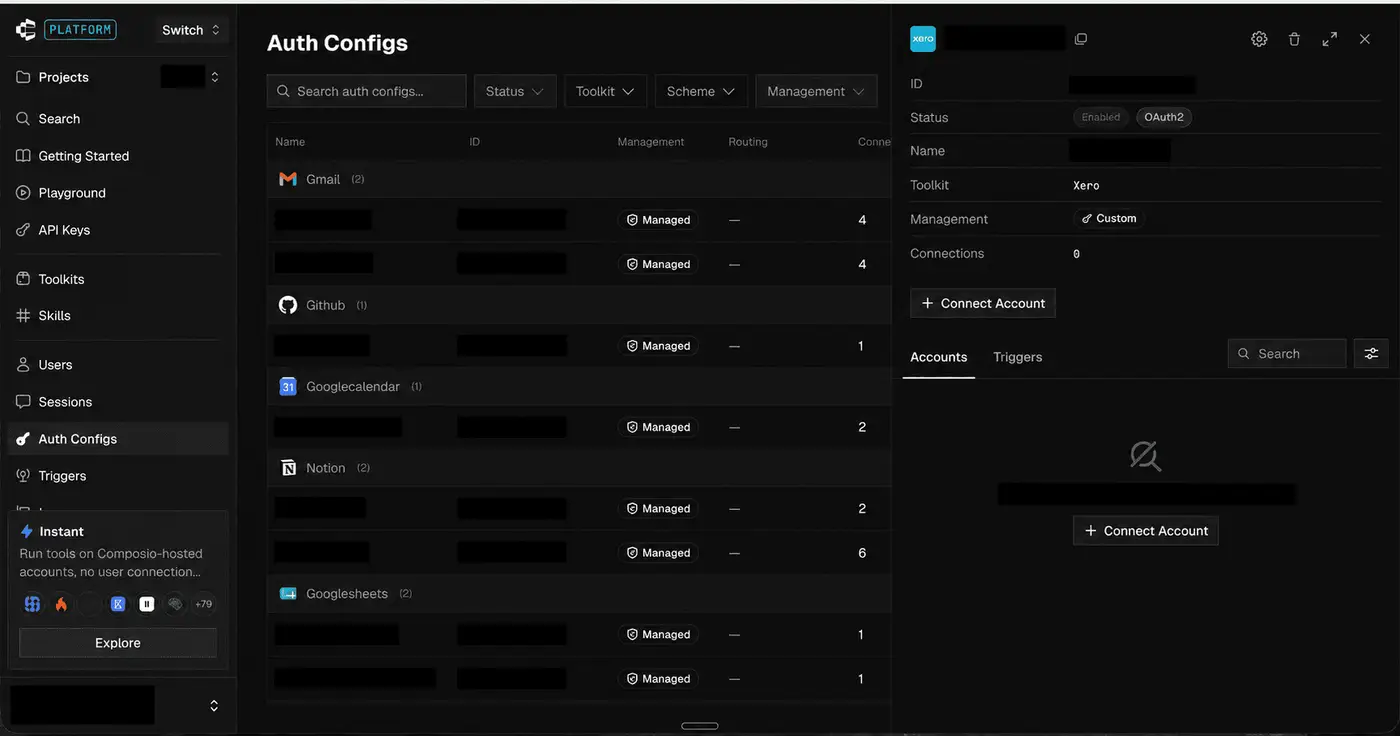 PLATFORM
Switch
Projects
Search
Getting Started
Playground
API Keys
Toolkits
Skills
Users
Sessions
Auth Configs
Triggers
Instant
Run tools on Composio-hosted
accounts, no user connection...
+79
Explore
Auth Configs
Search auth configs...
Status
Toolkit
Scheme
Management
Name ID Management Routing Conne
Gmail (2)
Managed — 4
Managed — 4
Github (1)
Managed — 1
31 Googlecalendar (1)
Managed — 2
Notion (2)
Managed — 2
Managed — 6
Googlesheets (2)
Managed — 1
Managed — 1
xero
ID
Status Enabled OAuth2
Name
Toolkit Xero
Management Custom
Connections 0
+ Connect Account
Accounts Triggers Search
+ Connect Account